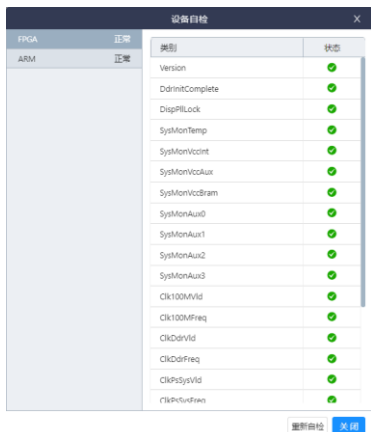 设备自检
FPGA 正常
ARM 正常
类别 状态
Version
DdrInitComplete
DispPllLock
SysMonTemp
SysMonVccInt
SysMonVccAux
SysMonVccBram
SysMonAux0
SysMonAux1
SysMonAux2
SysMonAux3
Clk100MVld
Clk100MFreq
ClkDdrVld
ClkDdrFreq
ClkPsSysVld
ClkPsSysFreq
重新自检 关闭